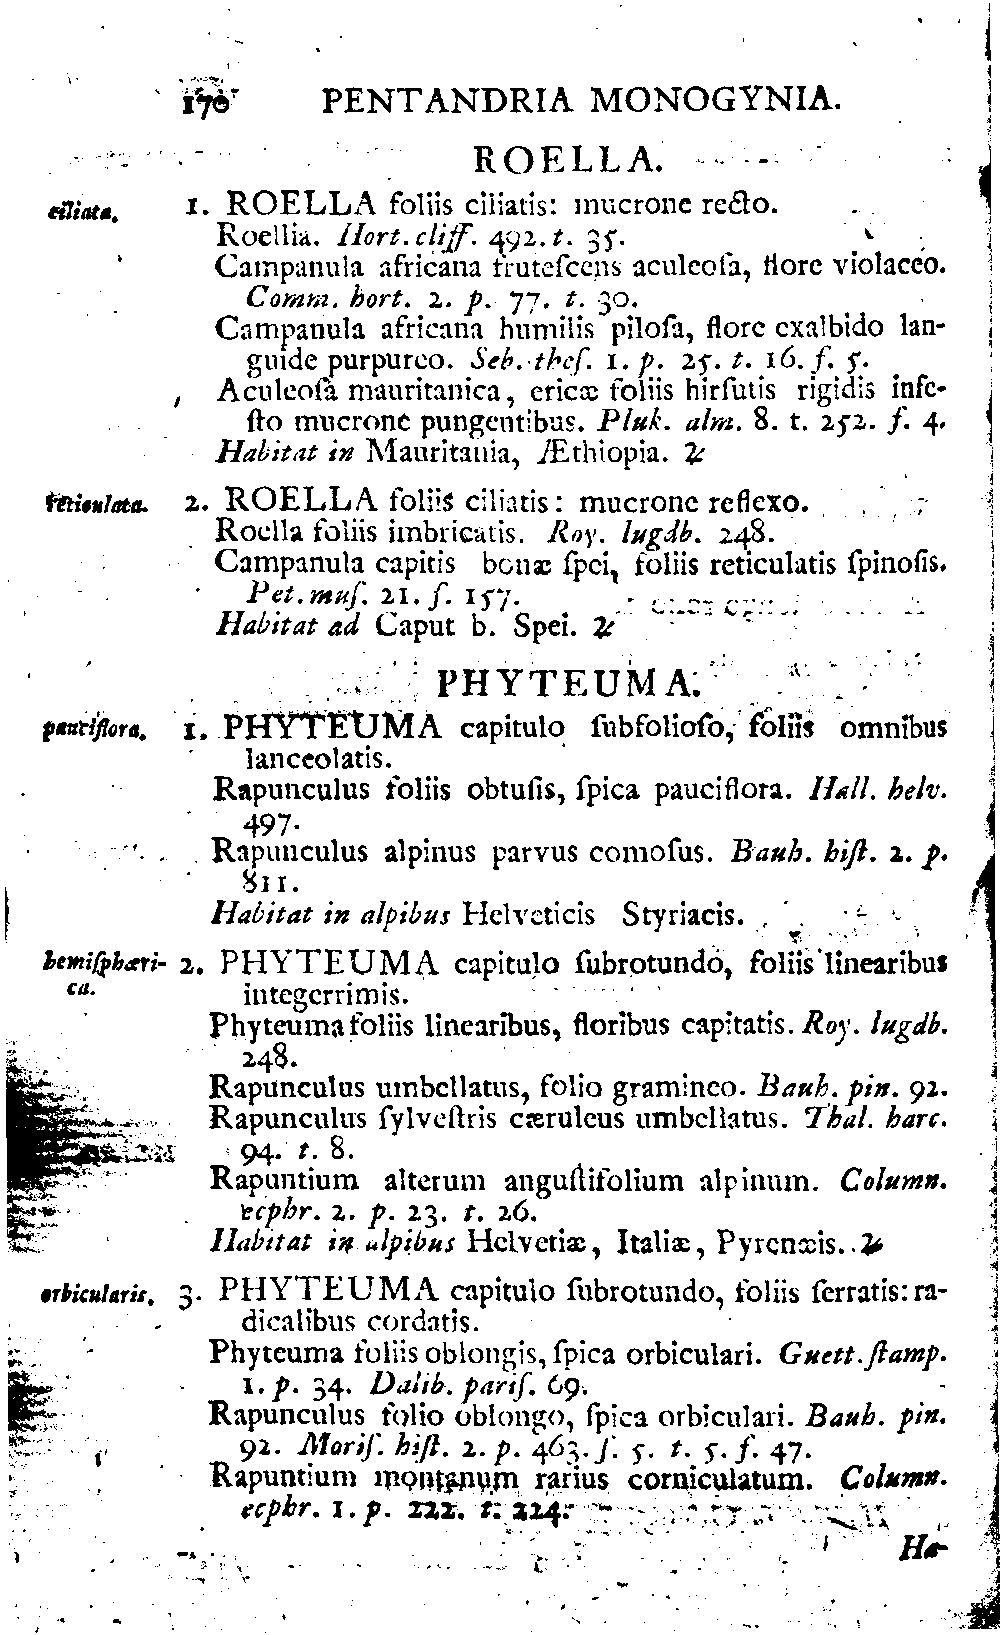 170 PENTANDRIA MONOGYNIA.
ROELLA.
ciliata. 1. ROELLA foliis ciliatis: mucrone recto.
Roellia. Hort. cliff. 492. t. 35.
Campanula africana fruteſcens aculeoſa, flore violaceo.
Comm. hort. 2. p. 77. t. 30.
Campanula africana humilis piloſa, flore exalbido lan-
guide purpureo. Seb. theſ. 1. p. 25. t. 16. f. 5.
Aculeoſa mauritanica, ericæ foliis hirſutis rigidis infe-
ſto mucrone pungentibus. Pluk. alm. 8. t. 252. f. 4.
Habitat in Mauritania, Æthiopia. ♃
reticulata. 2. ROELLA foliis ciliatis: mucrone reflexo.
Roella foliis imbricatis. Roy. lugdb. 248.
Campanula capitis bonæ ſpei, foliis reticulatis ſpinoſis.
Pet. muſ. 21. ſ. 157.
Habitat ad Caput b. Spei. ♃
PHYTEUMA.
pauciflora. 1. PHYTEUMA capitulo ſubfolioſo, foliis omnibus
lanceolatis.
Rapunculus foliis obtuſis, ſpica pauciflora. Hall. helv.
497.
Rapunculus alpinus parvus comoſus. Bauh. hiſt. 2. p.
811.
Habitat in alpibus Helveticis Styriacis.
hemiſphæri- 2. PHYTEUMA capitulo ſubrotundo, foliis linearibus
ca. integerrimis.
Phyteuma foliis linearibus, floribus capitatis. Roy. lugdb.
248.
Rapunculus umbellatus, folio gramineo. Bauh. pin. 92.
Rapunculus ſylveſtris cæruleus umbellatus. Thal. harc.
94. t. 8.
Rapuntium alterum anguſtifolium alpinum. Column.
ecphr. 2. p. 23. t. 26.
Habitat in alpibus Helvetiæ, Italiæ, Pyrenæis. ♃
orbicularis. 3. PHYTEUMA capitulo ſubrotundo, foliis ſerratis: ra-
dicalibus cordatis.
Phyteuma foliis oblongis, ſpica orbiculari. Guett. ſtamp.
1. p. 34. Dalib. pariſ. 69.
Rapunculus folio oblongo, ſpica orbiculari. Bauh. pin.
92. Moriſ. hiſt. 2. p. 463. ſ. 5. t. 5. f. 47.
Rapuntium montanum rarius corniculatum. Column.
ecphr. 1. p. 222. t. 224.
Ha-